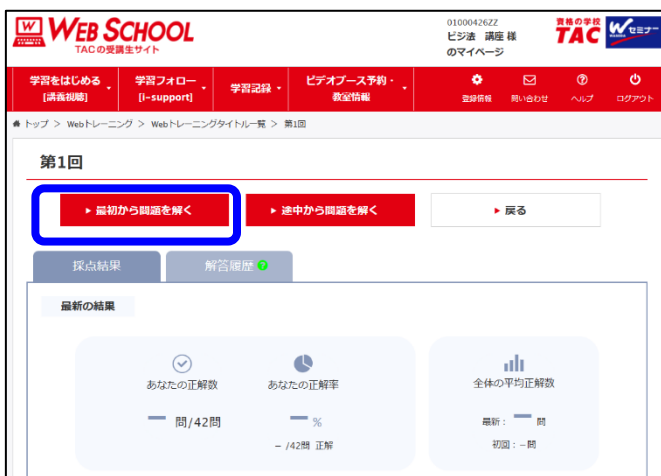 WEB SCHOOL
TACの受講生サイト
01000426ZZ
ビジ法 講座 様
のマイページ
資格の学校
TAC
Wセミナー
学習をはじめる
[講義視聴]
学習フォロー
[i-support]
学習記録
ビデオブース予約・
教室情報
登録情報
問い合わせ
ヘルプ
ログアウト
トップ > Webトレーニング > Webトレーニングタイトル一覧 > 第1回
第1回
最初から問題を解く
途中から問題を解く
戻る
採点結果
解答履歴 ?
最新の結果
あなたの正解数
ー 問/42問
あなたの正解率
ー %
− /42問 正解
全体の平均正解数
最新： ー 問
初回：−問